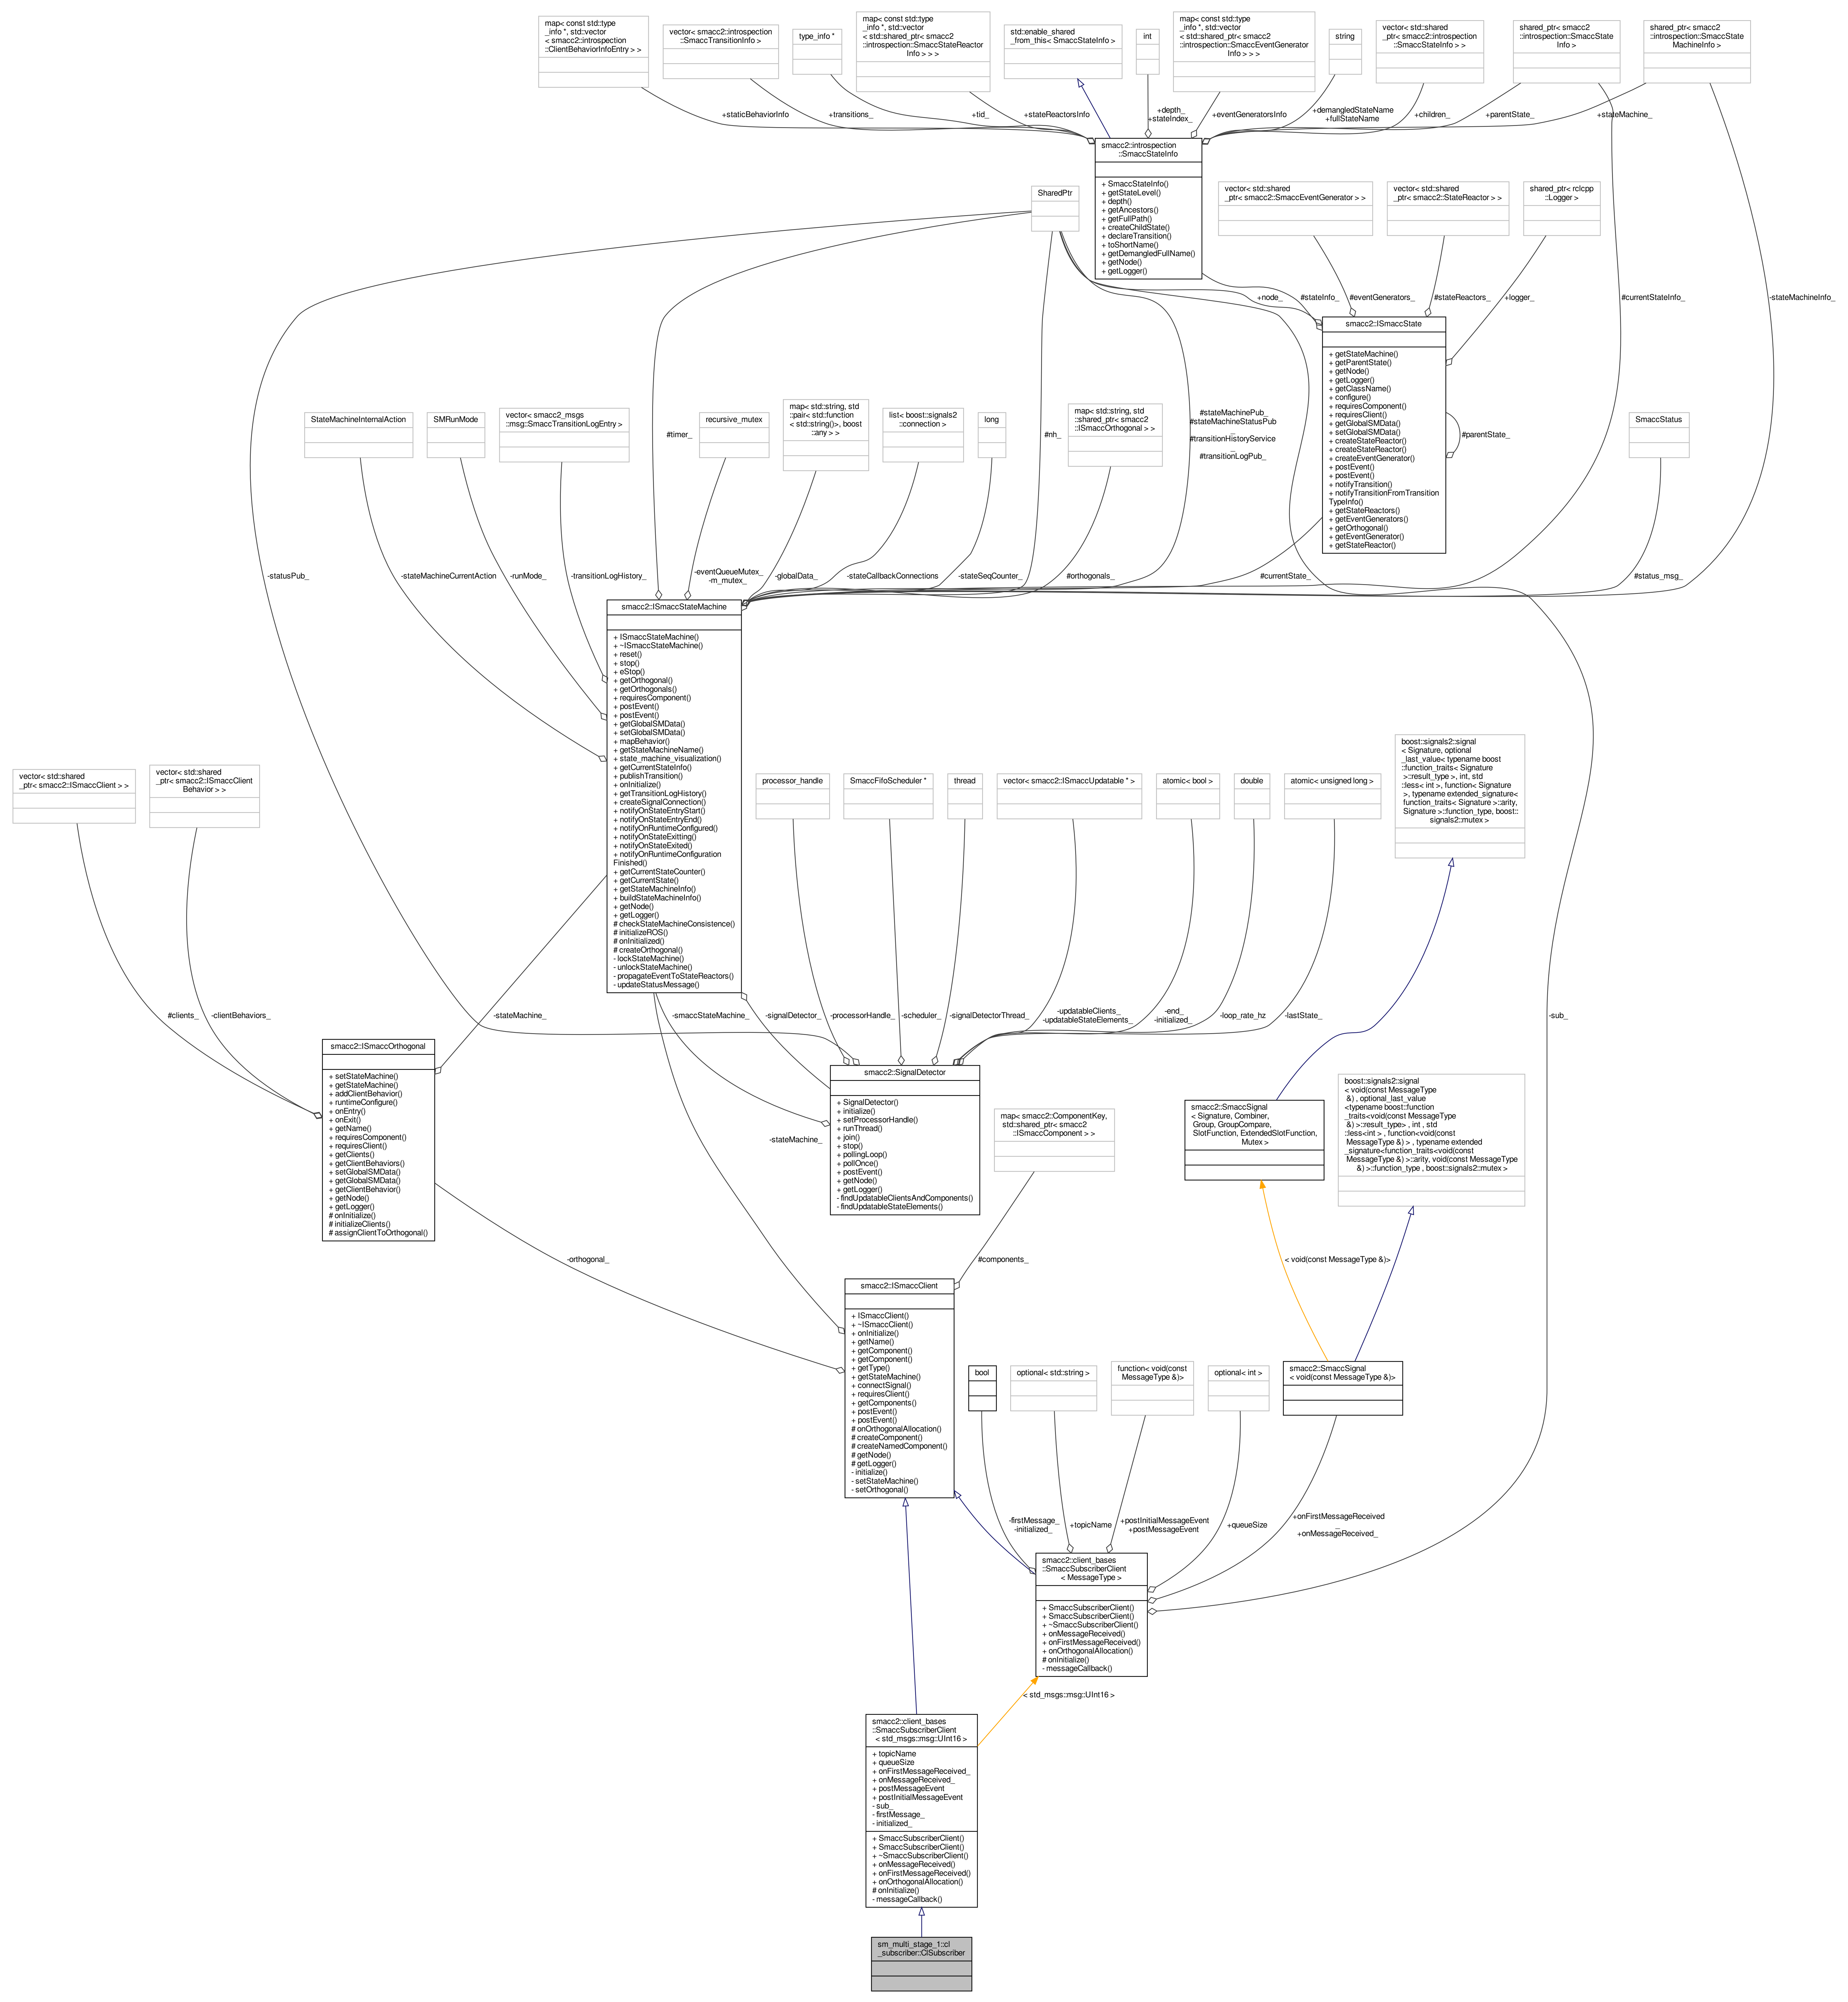 map< const std::type
_info *, std::vector
< smacc2::introspection
::ClientBehaviorInfoEntry > >
vector< smacc2::introspection
::SmaccTransitionInfo >
type_info *
map< const std::type
_info *, std::vector
< std::shared_ptr< smacc2
::introspection::SmaccStateReactor
Info > > >
std::enable_shared
_from_this< SmaccStateInfo >
int
map< const std::type
_info *, std::vector
< std::shared_ptr< smacc2
::introspection::SmaccEventGenerator
Info > > >
string
vector< std::shared
_ptr< smacc2::introspection
::SmaccStateInfo > >
shared_ptr< smacc2
::introspection::SmaccState
Info >
shared_ptr< smacc2
::introspection::SmaccState
MachineInfo >
+staticBehaviorInfo
+transitions_
+tid_
+stateReactorsInfo
+depth_
+stateIndex_
+eventGeneratorsInfo
+demangledStateName
+fullStateName
+children_
+parentState_
+stateMachine_
smacc2::introspection
::SmaccStateInfo
+ SmaccStateInfo()
+ getStateLevel()
+ depth()
+ getAncestors()
+ getFullPath()
+ createChildState()
+ declareTransition()
+ toShortName()
+ getDemangledFullName()
+ getNode()
+ getLogger()
SharedPtr
vector< std::shared
_ptr< smacc2::SmaccEventGenerator > >
vector< std::shared
_ptr< smacc2::StateReactor > >
shared_ptr< rclcpp
::Logger >
+node_
#stateInfo_
#eventGenerators_
#stateReactors_
+logger_
#currentStateInfo_
-stateMachineInfo_
smacc2::ISmaccState
+ getStateMachine()
+ getParentState()
+ getNode()
+ getLogger()
+ getClassName()
+ configure()
+ requiresComponent()
+ requiresClient()
+ getGlobalSMData()
+ setGlobalSMData()
+ createStateReactor()
+ createStateReactor()
+ createEventGenerator()
+ postEvent()
+ postEvent()
+ notifyTransition()
+ notifyTransitionFromTransition
TypeInfo()
+ getStateReactors()
+ getEventGenerators()
+ getOrthogonal()
+ getEventGenerator()
+ getStateReactor()
#parentState_
StateMachineInternalAction
SMRunMode
vector< smacc2_msgs
::msg::SmaccTransitionLogEntry >
#timer_
recursive_mutex
map< std::string, std
::pair< std::function
< std::string()>, boost
::any > >
list< boost::signals2
::connection >
long
#nh_
map< std::string, std
::shared_ptr< smacc2
::ISmaccOrthogonal > >
#stateMachinePub_
#stateMachineStatusPub
_
#transitionHistoryService
_
#transitionLogPub_
SmaccStatus
-statusPub_
-stateMachineCurrentAction
-runMode_
-transitionLogHistory_
-eventQueueMutex_
-m_mutex_
-globalData_
-stateCallbackConnections
-stateSeqCounter_
#orthogonals_
#currentState_
#status_msg_
smacc2::ISmaccStateMachine
+ ISmaccStateMachine()
+ ~ISmaccStateMachine()
+ reset()
+ stop()
+ eStop()
+ getOrthogonal()
+ getOrthogonals()
+ requiresComponent()
+ postEvent()
+ postEvent()
+ getGlobalSMData()
+ setGlobalSMData()
+ mapBehavior()
+ getStateMachineName()
+ state_machine_visualization()
+ getCurrentStateInfo()
+ publishTransition()
+ onInitialize()
+ getTransitionLogHistory()
+ createSignalConnection()
+ notifyOnStateEntryStart()
+ notifyOnStateEntryEnd()
+ notifyOnRuntimeConfigured()
+ notifyOnStateExitting()
+ notifyOnStateExited()
+ notifyOnRuntimeConfiguration
Finished()
+ getCurrentStateCounter()
+ getCurrentState()
+ getStateMachineInfo()
+ buildStateMachineInfo()
+ getNode()
+ getLogger()
# checkStateMachineConsistence()
# initializeROS()
# onInitialized()
# createOrthogonal()
- lockStateMachine()
- unlockStateMachine()
- propagateEventToStateReactors()
- updateStatusMessage()
vector< std::shared
_ptr< smacc2::ISmaccClient > >
vector< std::shared
_ptr< smacc2::ISmaccClient
Behavior > >
processor_handle
SmaccFifoScheduler *
thread
vector< smacc2::ISmaccUpdatable * >
atomic< bool >
double
atomic< unsigned long >
boost::signals2::signal
< Signature, optional
_last_value< typename boost
::function_traits< Signature
>::result_type >, int, std
::less< int >, function< Signature
>, typename extended_signature<
function_traits< Signature >::arity,
Signature >::function_type, boost::
signals2::mutex >
#clients_
-clientBehaviors_
-stateMachine_
-smaccStateMachine_
-signalDetector_
-processorHandle_
-scheduler_
-signalDetectorThread_
-updatableClients_
-updatableStateElements_
-end_
-initialized_
-loop_rate_hz
-lastState_
-sub_
smacc2::ISmaccOrthogonal
+ setStateMachine()
+ getStateMachine()
+ addClientBehavior()
+ runtimeConfigure()
+ onEntry()
+ onExit()
+ getName()
+ requiresComponent()
+ requiresClient()
+ getClients()
+ getClientBehaviors()
+ setGlobalSMData()
+ getGlobalSMData()
+ getClientBehavior()
+ getNode()
+ getLogger()
# onInitialize()
# initializeClients()
# assignClientToOrthogonal()
smacc2::SignalDetector
+ SignalDetector()
+ initialize()
+ setProcessorHandle()
+ runThread()
+ join()
+ stop()
+ pollingLoop()
+ pollOnce()
+ postEvent()
+ getNode()
+ getLogger()
- findUpdatableClientsAndComponents()
- findUpdatableStateElements()
-stateMachine_
map< smacc2::ComponentKey,
std::shared_ptr< smacc2
::ISmaccComponent > >
smacc2::SmaccSignal
< Signature, Combiner,
Group, GroupCompare,
SlotFunction, ExtendedSlotFunction,
Mutex >
boost::signals2::signal
< void(const MessageType
&) , optional_last_value
<typename boost::function
_traits<void(const MessageType
&) >::result_type> , int , std
::less<int > , function<void(const
MessageType &) > , typename extended
_signature<function_traits<void(const
MessageType &) >::arity, void(const MessageType
&) >::function_type , boost::signals2::mutex >
-orthogonal_
#components_
< void(const MessageType &)>
smacc2::ISmaccClient
+ ISmaccClient()
+ ~ISmaccClient()
+ onInitialize()
+ getName()
+ getComponent()
+ getComponent()
+ getType()
+ getStateMachine()
+ connectSignal()
+ requiresClient()
+ getComponents()
+ postEvent()
+ postEvent()
# onOrthogonalAllocation()
# createComponent()
# createNamedComponent()
# getNode()
# getLogger()
- initialize()
- setStateMachine()
- setOrthogonal()
bool
optional< std::string >
function< void(const
MessageType &)>
optional< int >
smacc2::SmaccSignal
< void(const MessageType &)>
-firstMessage_
-initialized_
+topicName
+postInitialMessageEvent
+postMessageEvent
+queueSize
+onFirstMessageReceived
_
+onMessageReceived_
smacc2::client_bases
::SmaccSubscriberClient
< MessageType >
+ SmaccSubscriberClient()
+ SmaccSubscriberClient()
+ ~SmaccSubscriberClient()
+ onMessageReceived()
+ onFirstMessageReceived()
+ onOrthogonalAllocation()
# onInitialize()
- messageCallback()
< std_msgs::msg::UInt16 >
smacc2::client_bases
::SmaccSubscriberClient
< std_msgs::msg::UInt16 >
+ topicName
+ queueSize
+ onFirstMessageReceived_
+ onMessageReceived_
+ postMessageEvent
+ postInitialMessageEvent
- sub_
- firstMessage_
- initialized_
+ SmaccSubscriberClient()
+ SmaccSubscriberClient()
+ ~SmaccSubscriberClient()
+ onMessageReceived()
+ onFirstMessageReceived()
+ onOrthogonalAllocation()
# onInitialize()
- messageCallback()
sm_multi_stage_1::cl
_subscriber::ClSubscriber